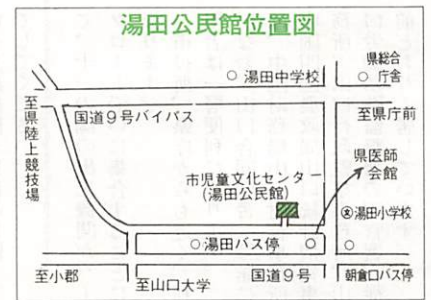 湯田公民館位置図
県総合
庁舎
湯田中学校
国道9号バイパス
至県庁前
至県陸上競技場
県医師
会館
市児童文化センター
(湯田公民館)
文湯田小学校
湯田バス停
至小郡
至山口大学
国道9号
朝倉口バス停